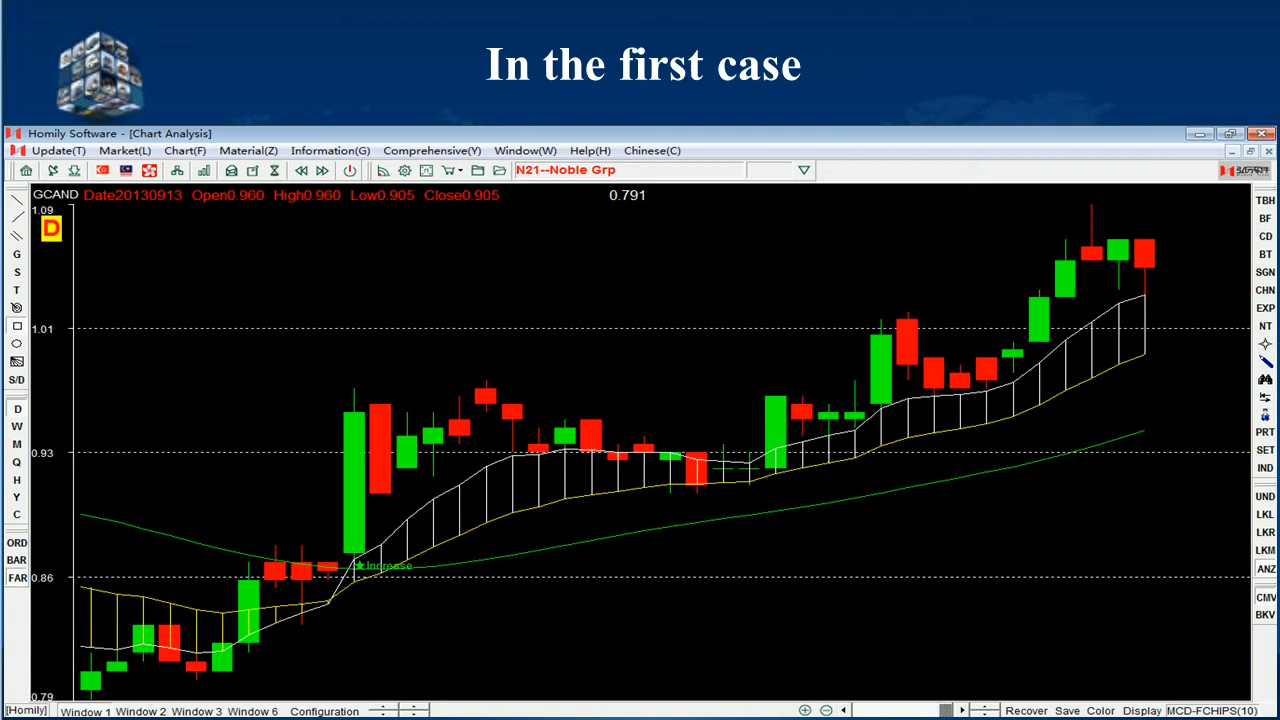 In the first case
Homily Software - [Chart Analysis]
Update(T) Market(L) Chart(F) Material(Z) Information(G) Comprehensive(Y) Window(W) Help(H) Chinese(C)
N21--Noble Grp
GCAND Date20130913 Open0.960 High0.960 Low0.905 Close0.905 0.791
1.09
D
1.01
0.93
0.86
0.79
★Increase
G
S
T
S/D
D
W
M
Q
H
Y
C
ORD
BAR
FAR
TBH
BF
CD
BT
SGN
CHN
EXP
NT
PRT
SET
IND
UND
LKL
LKR
LKM
ANZ
CMV
BKV
[Homily] Window 1 Window 2 Window 3 Window 6 Configuration Recover Save Color Display MCD-FCHIPS(10)